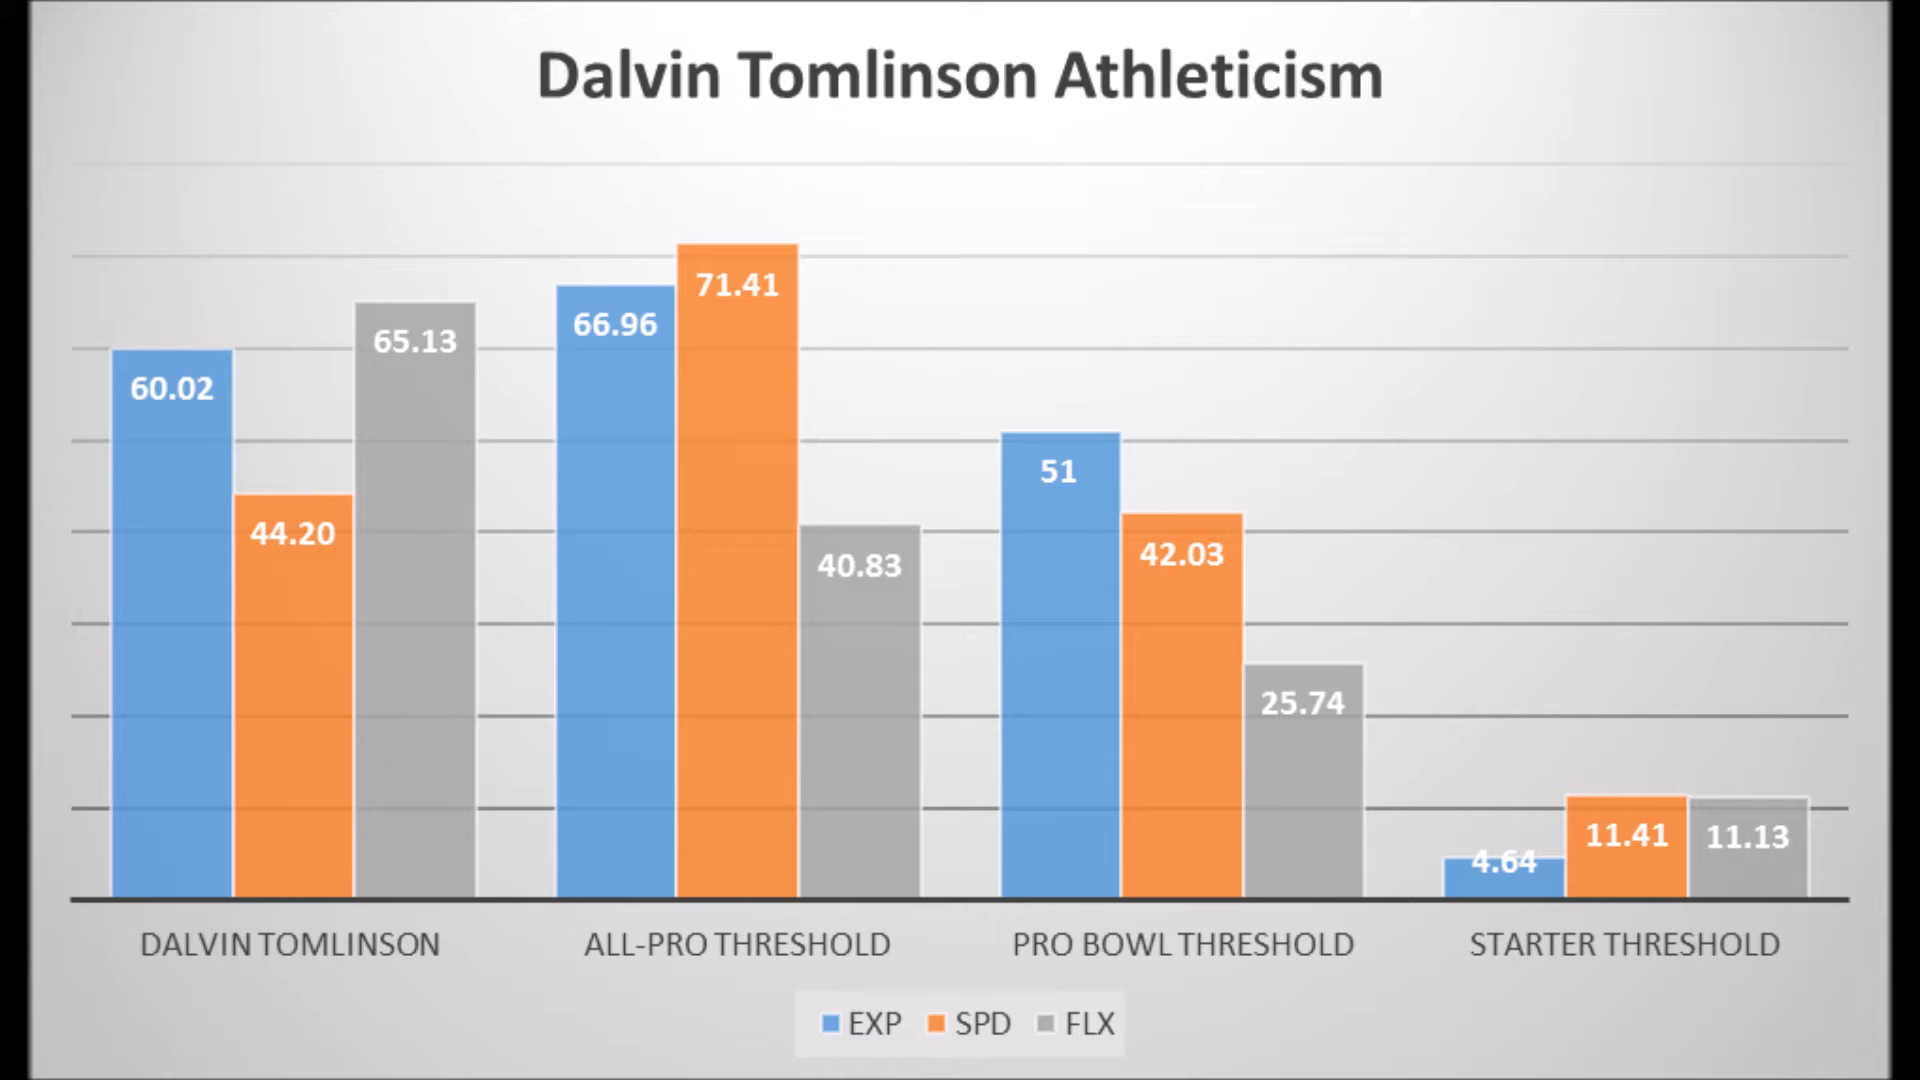 Dalvin Tomlinson Athleticism
60.02
44.20
65.13
66.96
71.41
40.83
51
42.03
25.74
4.64
11.41
11.13
DALVIN TOMLINSON
ALL-PRO THRESHOLD
PRO BOWL THRESHOLD
STARTER THRESHOLD
EXP SPD FLX